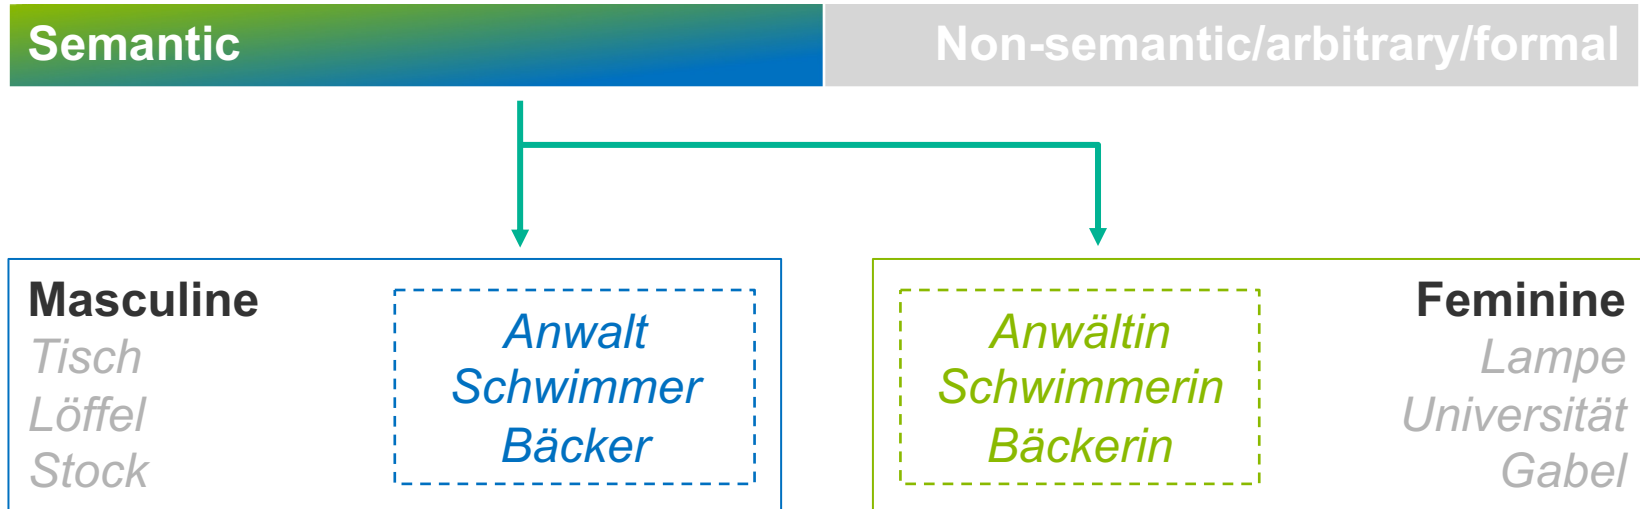 Semantic
Non-semantic/arbitrary/formal
Masculine
Tisch
Löffel
Stock
Anwalt
Schwimmer
Bäcker
Anwältin
Schwimmerin
Bäckerin
Feminine
Lampe
Universität
Gabel